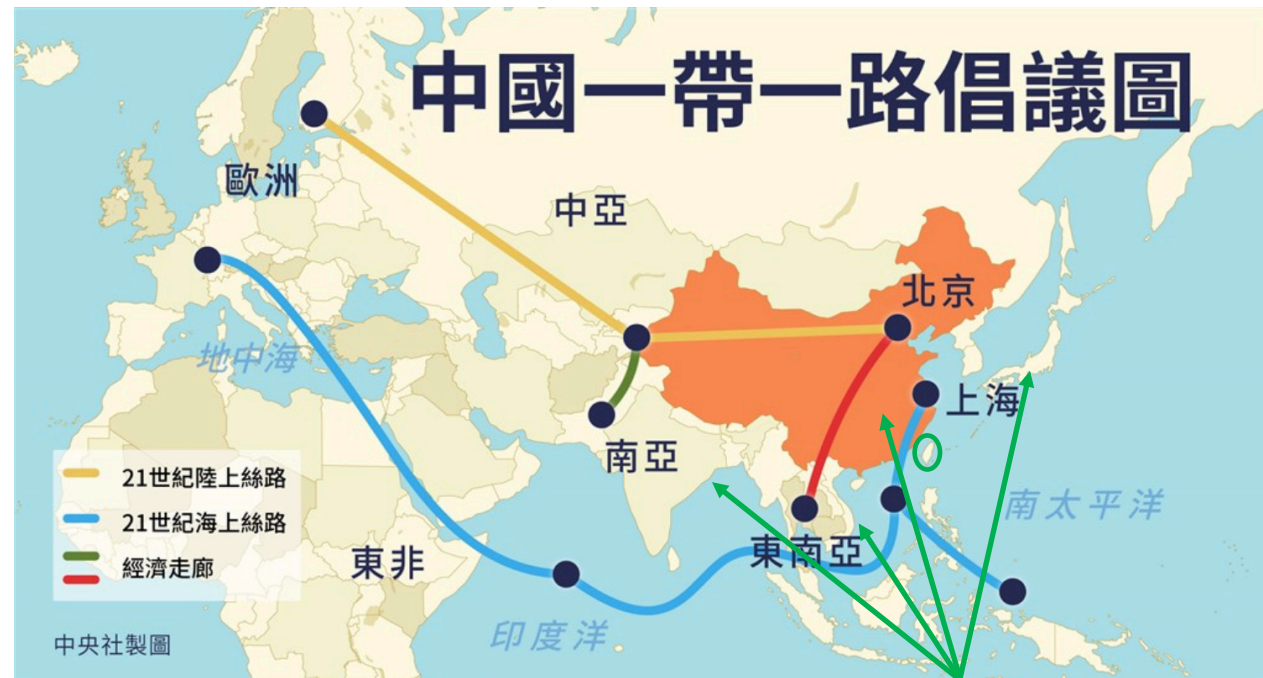 中國一帶一路倡議圖
歐洲
中亞
北京
地中海
上海
南亞
21世紀陸上絲路
南太平洋
21世紀海上絲路
東南亞
東非
經濟走廊
印度洋
中央社製圖